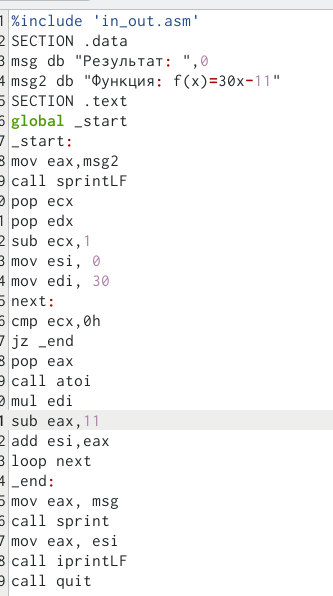 1 %include 'in_out.asm'
2 SECTION .data
3 msg db "Результат: ",0
4 msg2 db "Функция: f(x)=30x-11"
5 SECTION .text
6 global _start
7 _start:
8 mov eax,msg2
9 call sprintLF
0 pop ecx
1 pop edx
2 sub ecx,1
3 mov esi, 0
4 mov edi, 30
5 next:
6 cmp ecx,0h
7 jz _end
8 pop eax
9 call atoi
0 mul edi
1 sub eax,11
2 add esi,eax
3 loop next
4 _end:
5 mov eax, msg
6 call sprint
7 mov eax, esi
8 call iprintLF
9 call quit